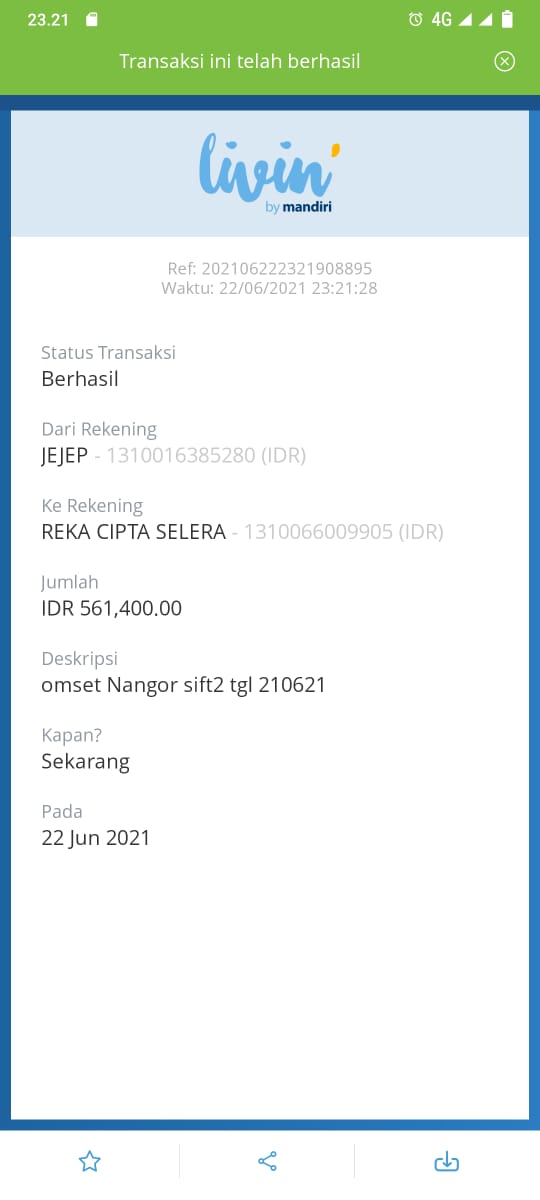 23.21
4G
Transaksi ini telah berhasil
livin'
by mandiri
Ref: 202106222321908895
Waktu: 22/06/2021 23:21:28
Status Transaksi
Berhasil
Dari Rekening
JEJEP - 1310016385280 (IDR)
Ke Rekening
REKA CIPTA SELERA - 1310066009905 (IDR)
Jumlah
IDR 561,400.00
Deskripsi
omset Nangor sift2 tgl 210621
Kapan?
Sekarang
Pada
22 Jun 2021